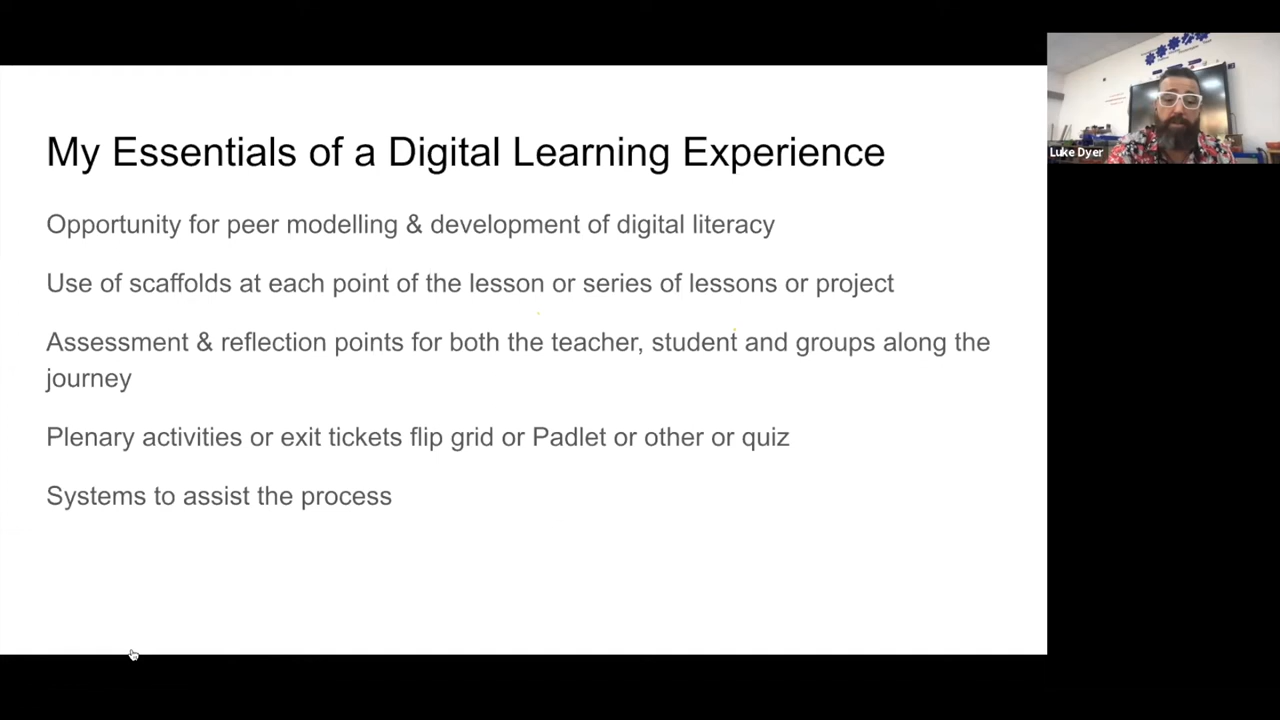 My Essentials of a Digital Learning Experience
Opportunity for peer modelling & development of digital literacy
Use of scaffolds at each point of the lesson or series of lessons or project
Assessment & reflection points for both the teacher, student and groups along the
journey
Plenary activities or exit tickets flip grid or Padlet or other or quiz
Systems to assist the process
Luke Dyer